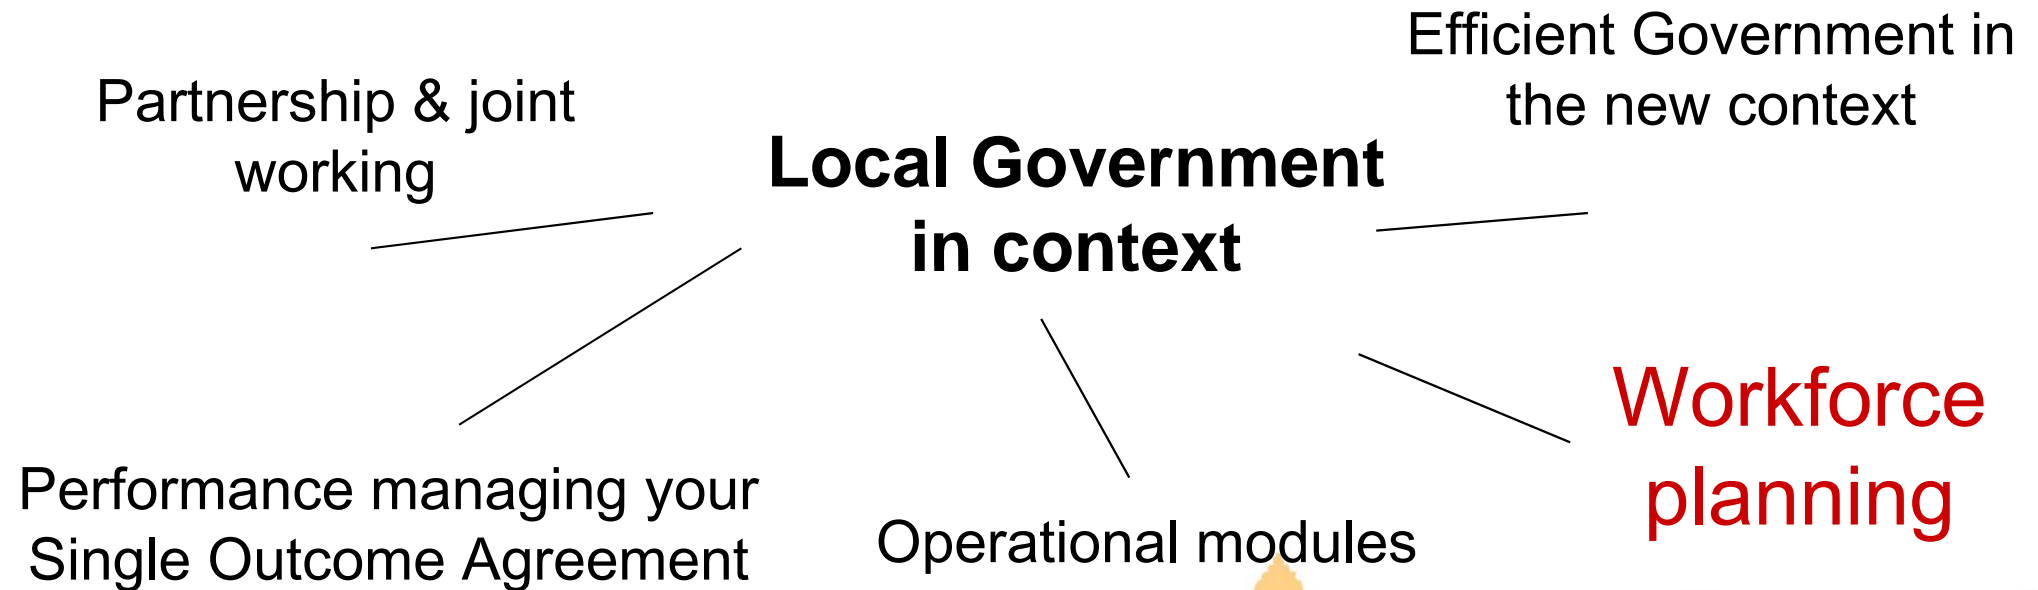 Partnership & joint
working
Local Government
in context
Efficient Government in
the new context
Performance managing your
Single Outcome Agreement
Operational modules
Workforce
planning